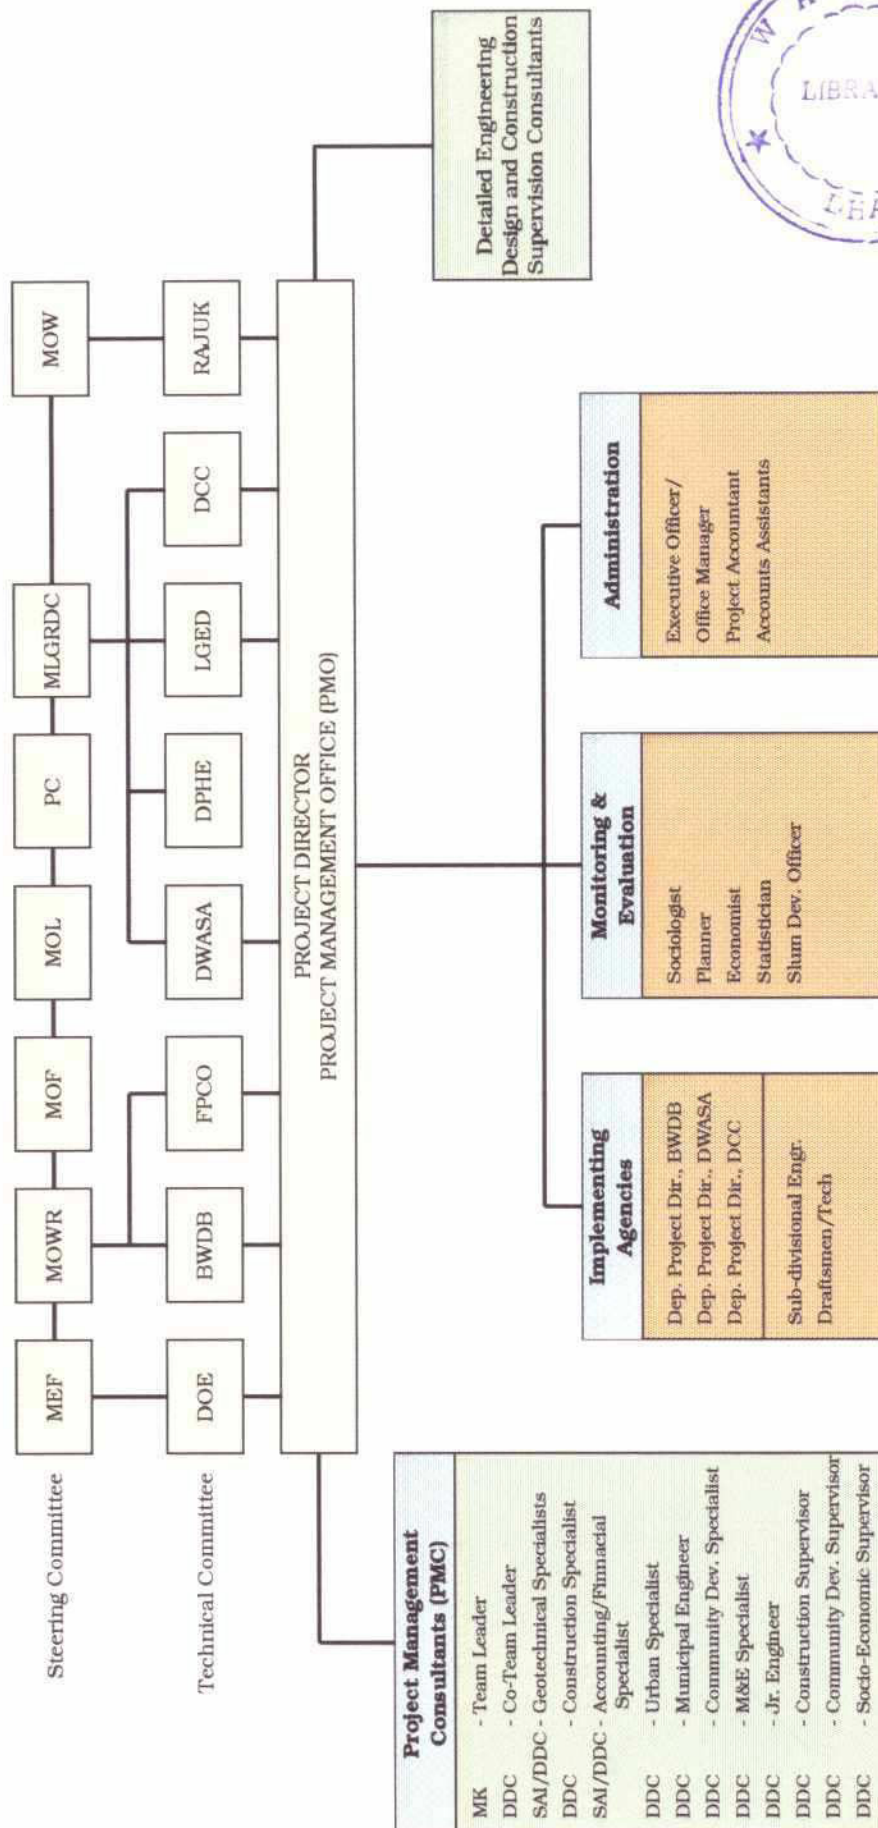 Steering Committee
MEF
MOWR
MOF
MOL
PC
MLGRDC
MOW
Technical Committee
DOE
BWDB
FPCO
DWASA
DPHE
LGED
DCC
RAJUK
PROJECT DIRECTOR
PROJECT MANAGEMENT OFFICE (PMO)
Project Management
Consultants (PMC)
MK - Team Leader
DDC - Co-Team Leader
SAI/DDC - Geotechnical Specialists
DDC - Construction Specialist
SAI/DDC - Accounting/Finnacial
Specialist
DDC - Urban Specialist
DDC - Municipal Engineer
DDC - Community Dev. Specialist
DDC - M&E Specialist
DDC - Jr. Engineer
DDC - Construction Supervisor
DDC - Community Dev. Supervisor
DDC - Socio-Economic Supervisor
Implementing
Agencies
Dep. Project Dir., BWDB
Dep. Project Dir., DWASA
Dep. Project Dir., DCC
Sub-divisional Engr.
Draftsmen/Tech
Monitoring &
Evaluation
Sociologist
Planner
Economist
Statistician
Slum Dev. Officer
Administration
Executive Officer/
Office Manager
Project Accountant
Accounts Assistants
Detailed Engineering
Design and Construction
Supervision Consultants